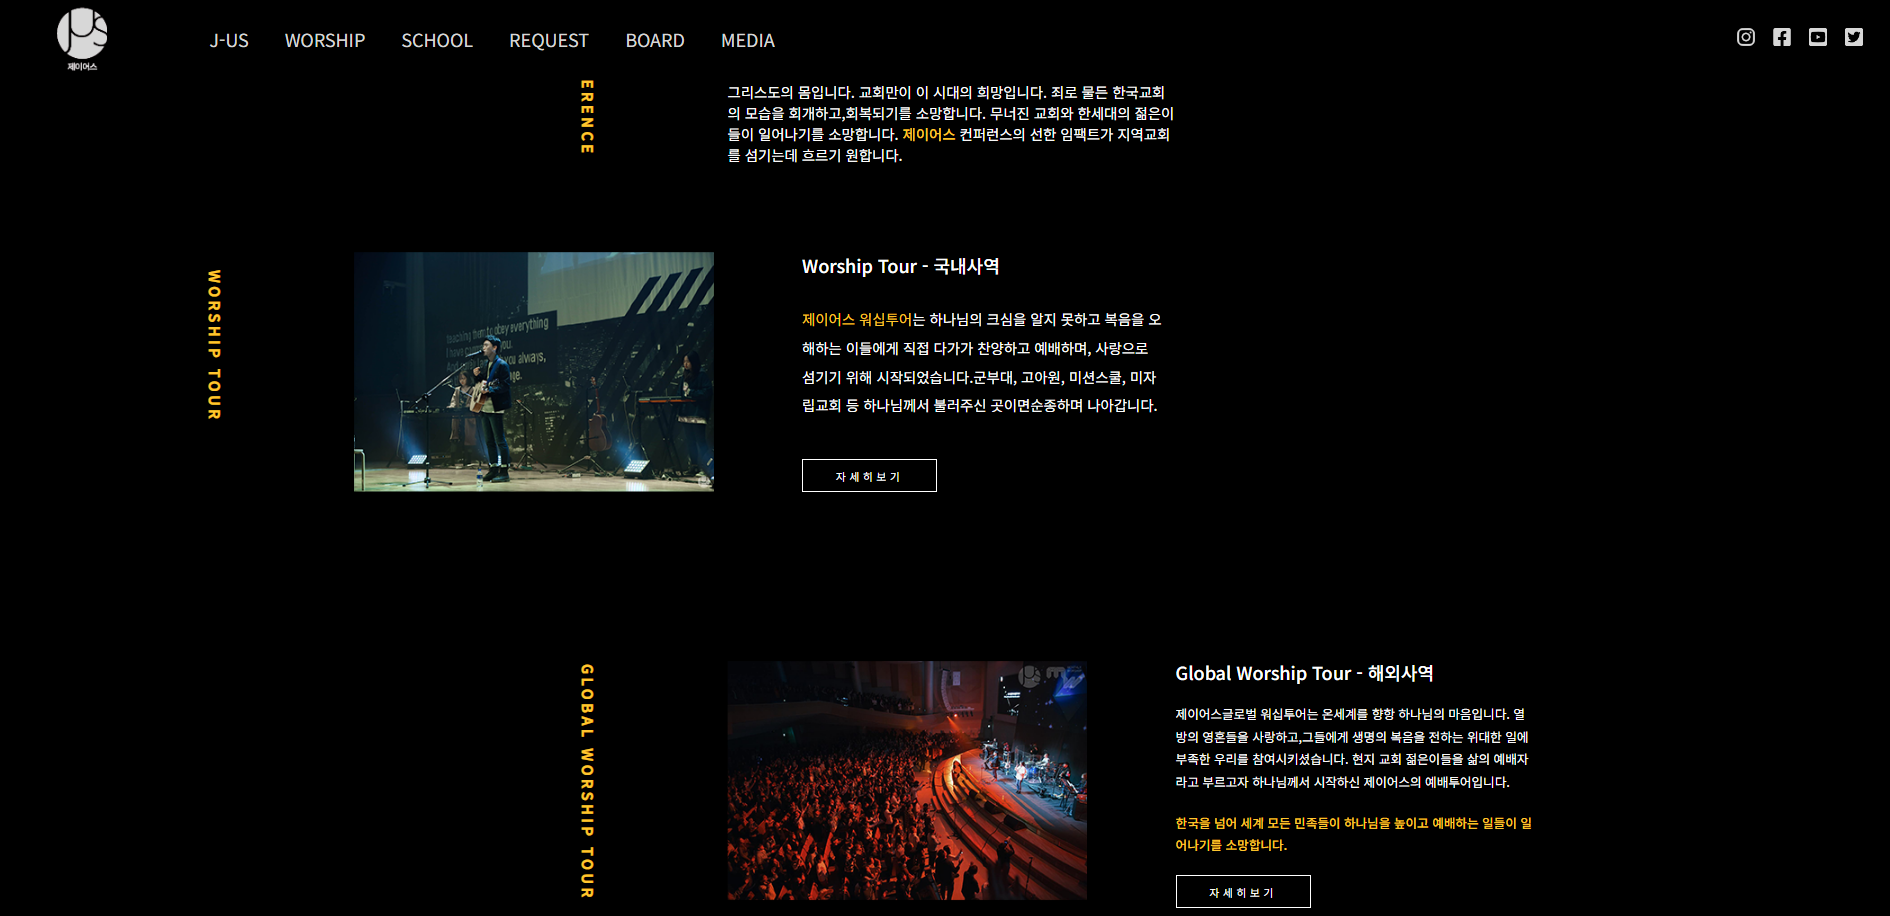 제이어스
J-US
WORSHIP
SCHOOL
REQUEST
BOARD
MEDIA
ERENCE
그리스도의 몸입니다. 교회만이 이 시대의 희망입니다. 죄로 물든 한국교회
의 모습을 회개하고,회복되기를 소망합니다. 무너진 교회와 한세대의 젊은이
들이 일어나기를 소망합니다. 제이어스 컨퍼런스의 선한 임팩트가 지역교회
를 섬기는데 흐르기 원합니다.
WORSHIP TOUR
teaching them to obey everything
I have
you.
you always,
Worship Tour - 국내사역
제이어스 워십투어는 하나님의 크심을 알지 못하고 복음을 오
해하는 이들에게 직접 다가가 찬양하고 예배하며, 사랑으로
섬기기 위해 시작되었습니다.군부대, 고아원, 미션스쿨, 미자
립교회 등 하나님께서 불러주신 곳이면순종하며 나아갑니다.
자세히보기
GLOBAL WORSHIP TOUR
Global Worship Tour - 해외사역
제이어스글로벌 워십투어는 온세계를 향항 하나님의 마음입니다. 열
방의 영혼들을 사랑하고,그들에게 생명의 복음을 전하는 위대한 일에
부족한 우리를 참여시키셨습니다. 현지 교회 젊은이들을 삶의 예배자
라고 부르고자 하나님께서 시작하신 제이어스의 예배투어입니다.
한국을 넘어 세계 모든 민족들이 하나님을 높이고 예배하는 일들이 일
어나기를 소망합니다.
자세히보기